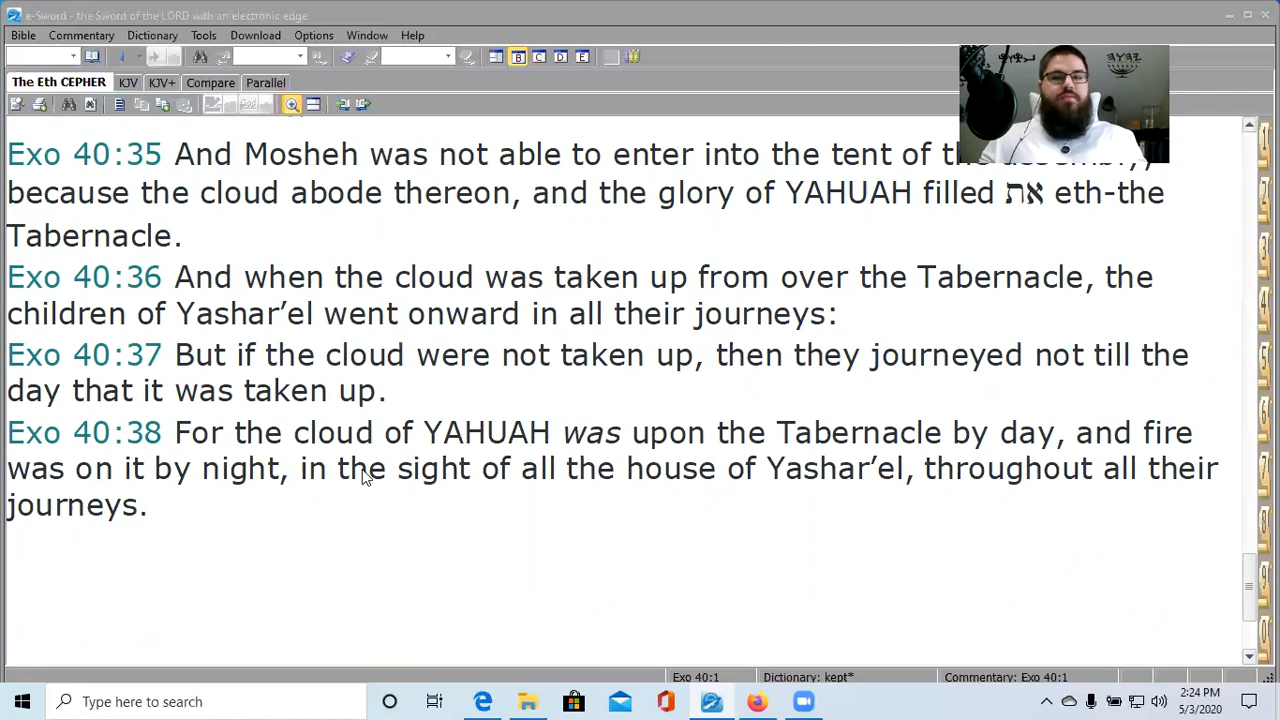 e-Sword - the Sword of the LORD with an electronic edge
Bible Commentary Dictionary Tools Download Options Window Help
B C D E
The Eth CEPHER KJV KJV+ Compare Parallel
Exo 40:35 And Mosheh was not able to enter into the tent of the assembly,
because the cloud abode thereon, and the glory of YAHUAH filled את eth-the
Tabernacle.
Exo 40:36 And when the cloud was taken up from over the Tabernacle, the
children of Yashar’el went onward in all their journeys:
Exo 40:37 But if the cloud were not taken up, then they journeyed not till the
day that it was taken up.
Exo 40:38 For the cloud of YAHUAH was upon the Tabernacle by day, and fire
was on it by night, in the sight of all the house of Yashar’el, throughout all their
journeys.
Exo 40:1 Dictionary: kept* Commentary: Exo 40:1
Type here to search
2:24 PM
5/3/2020